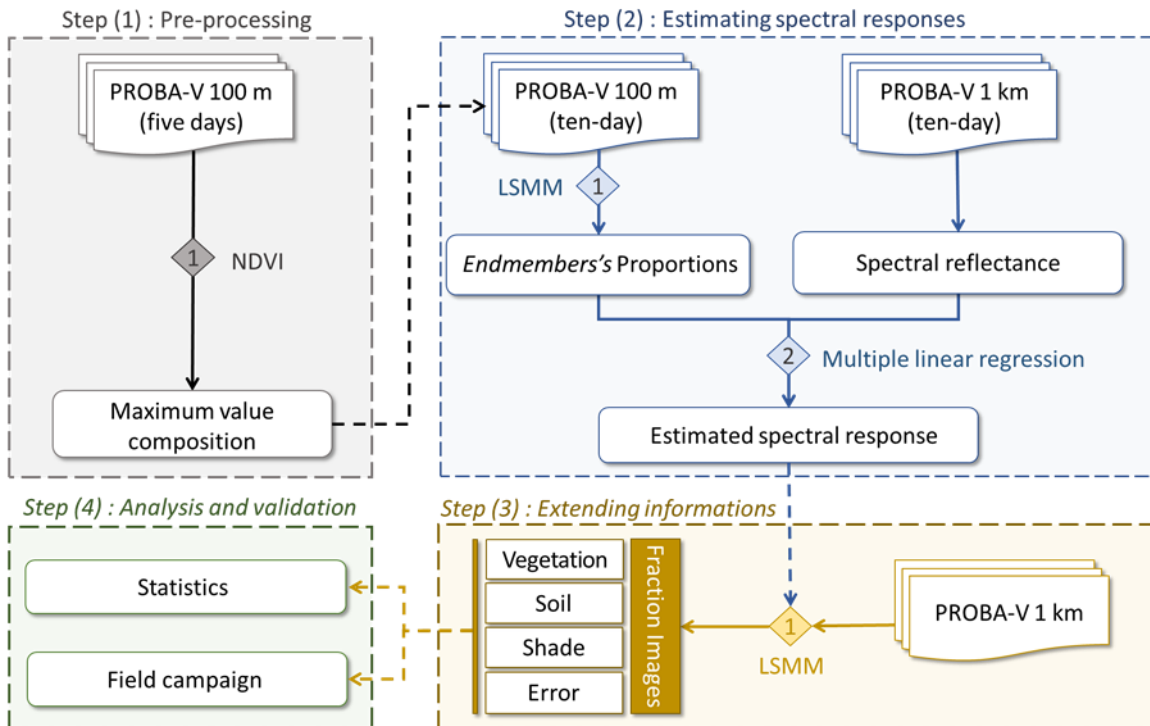 Step (1) : Pre-processing
PROBA-V 100 m
(five days)
1
NDVI
Maximum value
composition
Step (2) : Estimating spectral responses
PROBA-V 100 m
(ten-day)
PROBA-V 1 km
(ten-day)
LSMM
1
Endmembers's Proportions
Spectral reflectance
2
Multiple linear regression
Estimated spectral response
Step (3) : Extending informations
PROBA-V 1 km
1
LSMM
Fraction Images
Vegetation
Soil
Shade
Error
Step (4) : Analysis and validation
Statistics
Field campaign